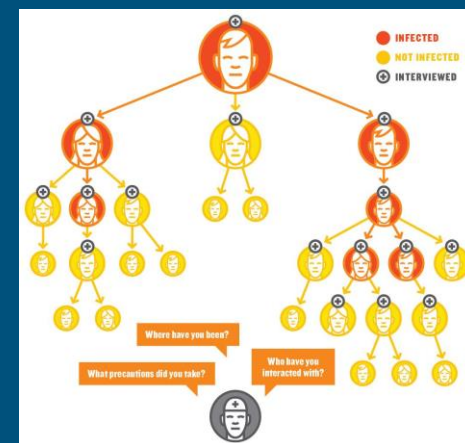 INFECTED
NOT INFECTED
INTERVIEWED
Where have you been?
What precautions did you take?
Who have you
interacted with?